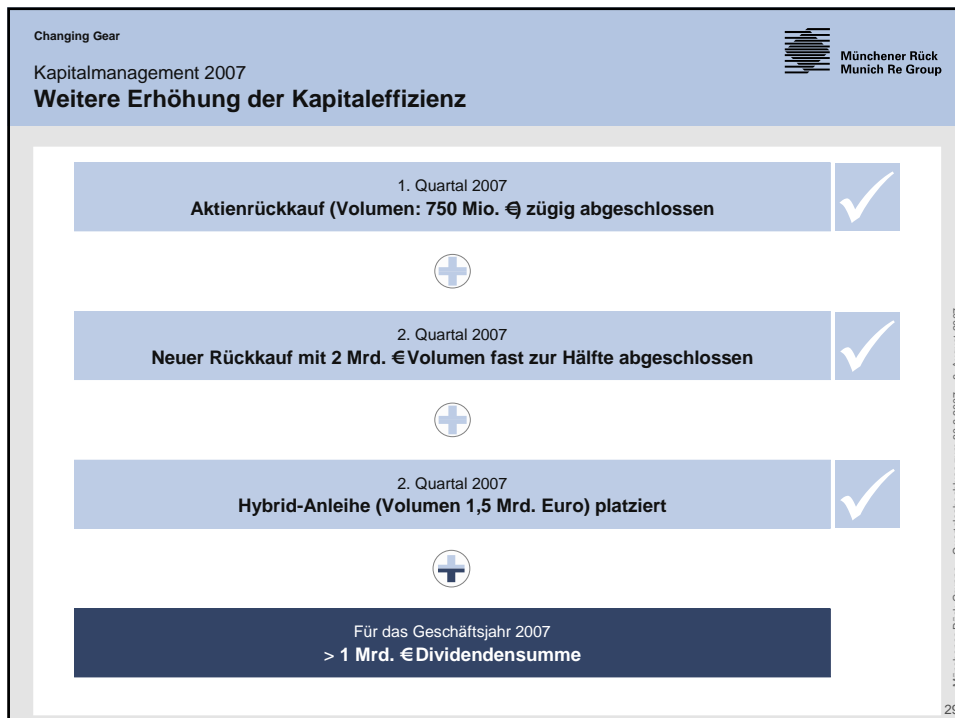 Changing Gear
Münchener Rück
Munich Re Group
Kapitalmanagement 2007
Weitere Erhöhung der Kapitaleffizienz
1. Quartal 2007
Aktienrückkauf (Volumen: 750 Mio. €) zügig abgeschlossen
2. Quartal 2007
Neuer Rückkauf mit 2 Mrd. € Volumen fast zur Hälfte abgeschlossen
2. Quartal 2007
Hybrid-Anleihe (Volumen 1,5 Mrd. Euro) platziert
Für das Geschäftsjahr 2007
> 1 Mrd. € Dividendensumme
29